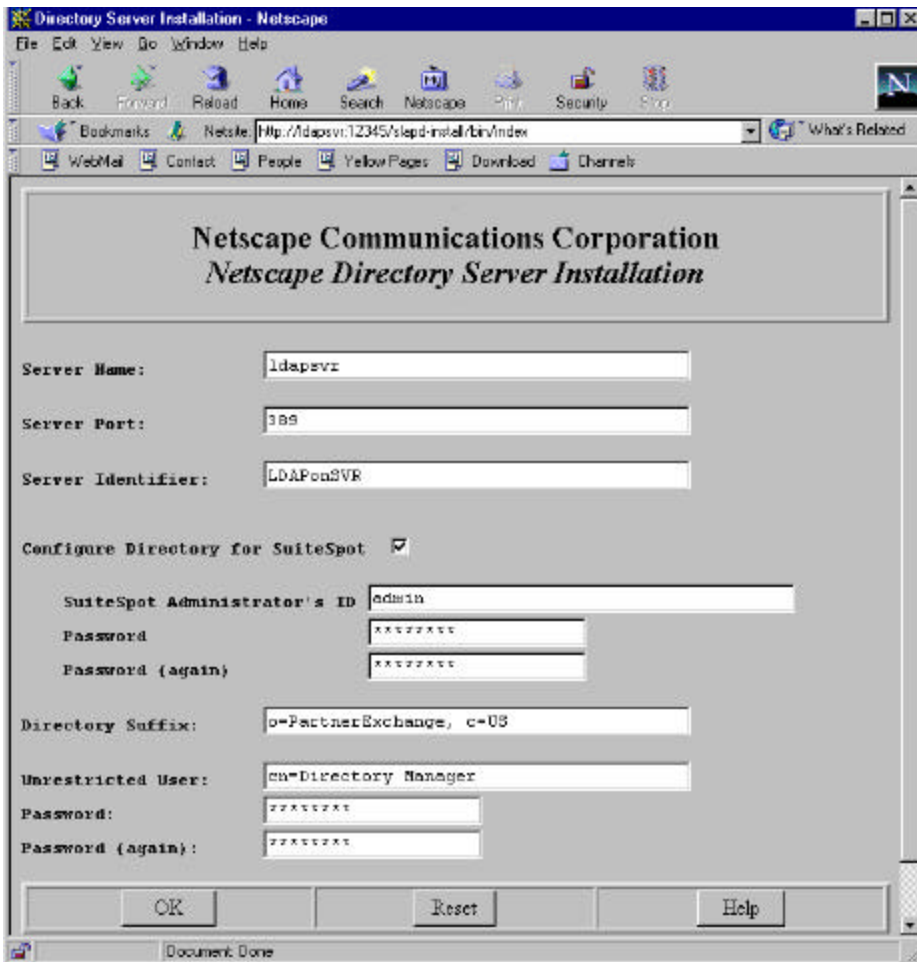 Directory Server Installation - Netscape
File Edit View Go Window Help
Back Forward Reload Home Search Netscape Print Security Stop
Bookmarks Netsite: http://ldapsvr:12345/slapd-install/bin/index What's Related
WebMail Contact People Yellow Pages Download Channels
Netscape Communications Corporation
Netscape Directory Server Installation
Server Name: ldapsvr
Server Port: 389
Server Identifier: LDAPonSVR
Configure Directory for SuiteSpot
SuiteSpot Administrator's ID admin
Password ********
Password (again) ********
Directory Suffix: o=PartnerExchange, c=US
Unrestricted User: cn=Directory Manager
Password: ********
Password (again): ********
OK Reset Help
Document: Done